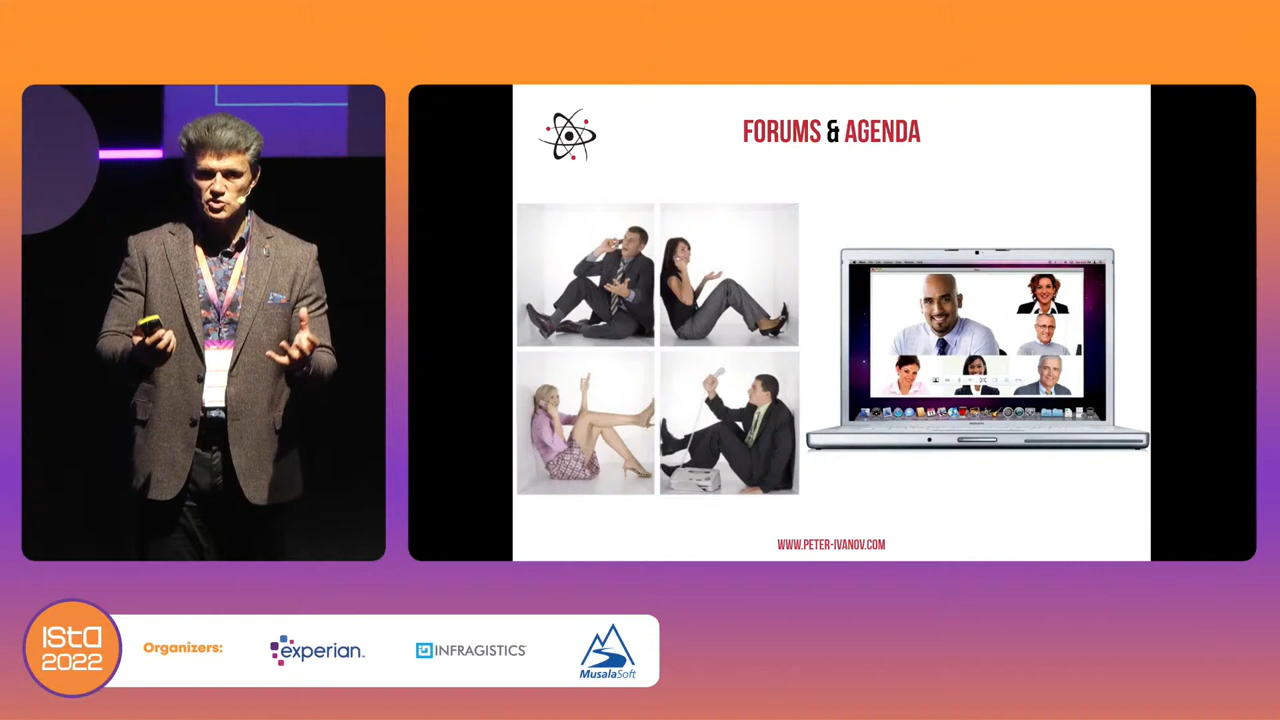 FORUMS & AGENDA
WWW.PETER-IVANOV.COM
ISTA
2022
Organizers:
experian.
INFRAGISTICS
MusalaSoft